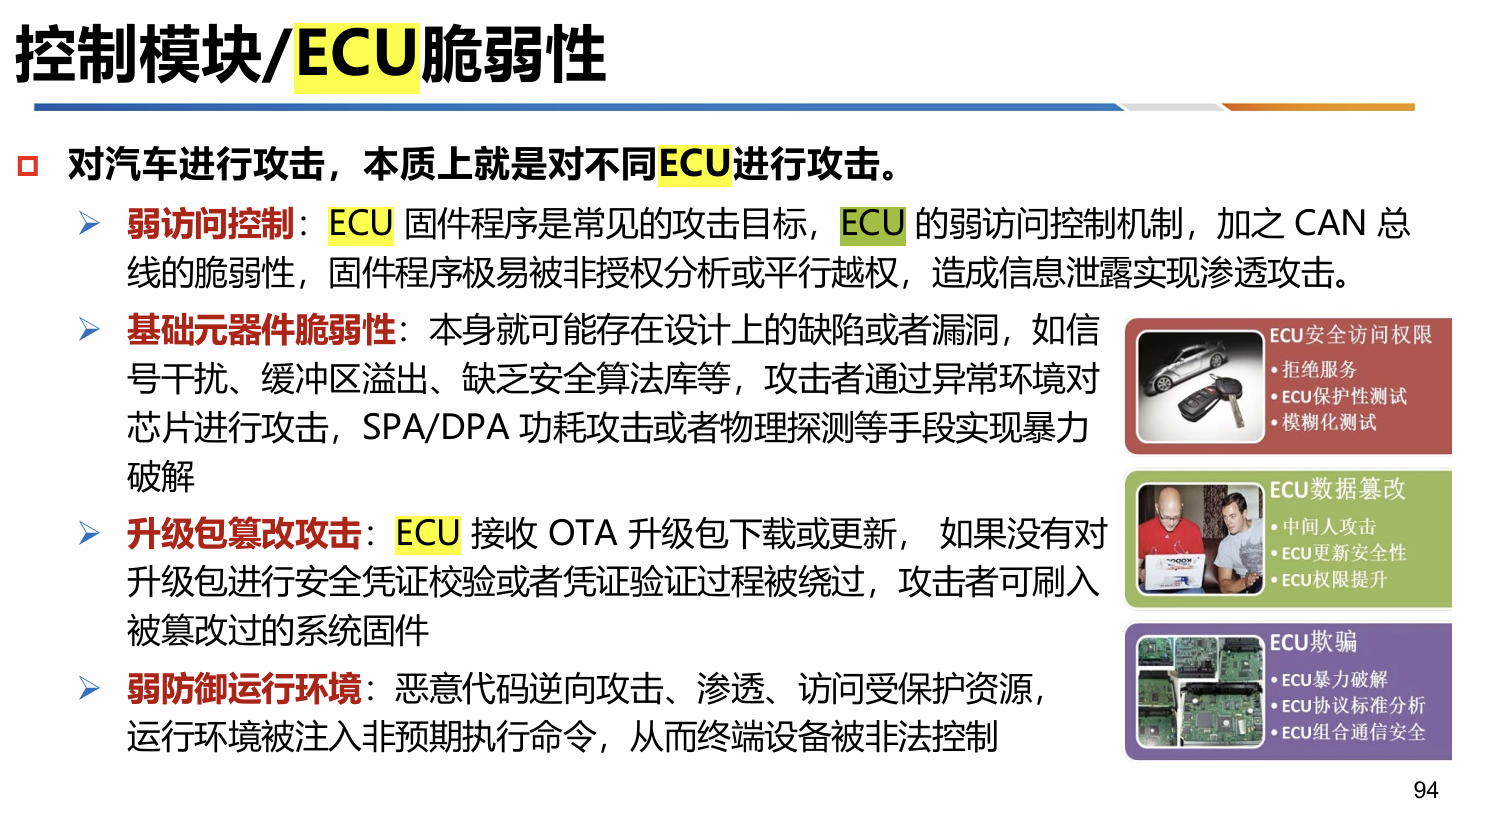 控制模块/ECU脆弱性
对汽车进行攻击，本质上就是对不同ECU进行攻击。
弱访问控制：ECU 固件程序是常见的攻击目标，ECU 的弱访问控制机制，加之 CAN 总
线的脆弱性，固件程序极易被非授权分析或平行越权，造成信息泄露实现渗透攻击。
基础元器件脆弱性：本身就可能存在设计上的缺陷或者漏洞，如信
号干扰、缓冲区溢出、缺乏安全算法库等，攻击者通过异常环境对
芯片进行攻击，SPA/DPA 功耗攻击或者物理探测等手段实现暴力
破解
升级包篡改攻击：ECU 接收 OTA 升级包下载或更新， 如果没有对
升级包进行安全凭证校验或者凭证验证过程被绕过，攻击者可刷入
被篡改过的系统固件
弱防御运行环境：恶意代码逆向攻击、渗透、访问受保护资源，
运行环境被注入非预期执行命令，从而终端设备被非法控制
ECU安全访问权限
•拒绝服务
•ECU保护性测试
•模糊化测试
ECU数据篡改
•中间人攻击
•ECU更新安全性
•ECU权限提升
ECU欺骗
•ECU暴力破解
•ECU协议标准分析
•ECU组合通信安全
94